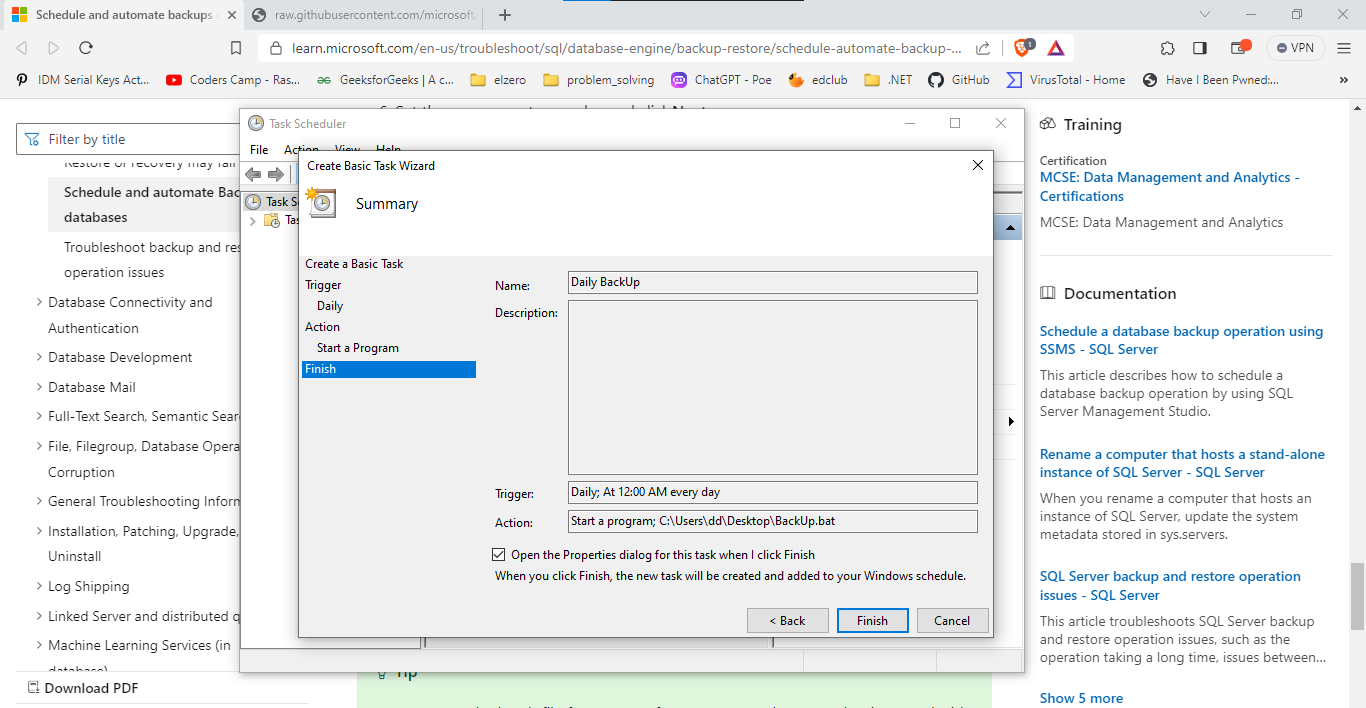 Schedule and automate backups
raw.githubusercontent.com/microsoft
learn.microsoft.com/en-us/troubleshoot/sql/database-engine/backup-restore/schedule-automate-backup-...
1
VPN
IDM Serial Keys Act...
Coders Camp - Ras...
GeeksforGeeks | A c...
elzero
problem_solving
ChatGPT - Poe
edclub
.NET
GitHub
VirusTotal - Home
Have I Been Pwned:...
Filter by title
Restore or recovery may fail
Schedule and automate Bac
databases
Troubleshoot backup and res
operation issues
Database Connectivity and
Authentication
Database Development
Database Mail
Full-Text Search, Semantic Sear
File, Filegroup, Database Opera
Corruption
General Troubleshooting Inform
Installation, Patching, Upgrade,
Uninstall
Log Shipping
Linked Server and distributed q
Machine Learning Services (in
database)
Download PDF
Task Scheduler
File Action View Help
Task S
Tas
Create Basic Task Wizard
Summary
Create a Basic Task
Trigger
Daily
Action
Start a Program
Finish
Name: Daily BackUp
Description:
Trigger: Daily; At 12:00 AM every day
Action: Start a program; C:\Users\dd\Desktop\BackUp.bat
Open the Properties dialog for this task when I click Finish
When you click Finish, the new task will be created and added to your Windows schedule.
< Back Finish Cancel
Tip
Training
Certification
MCSE: Data Management and Analytics -
Certifications
MCSE: Data Management and Analytics
Documentation
Schedule a database backup operation using
SSMS - SQL Server
This article describes how to schedule a
database backup operation by using SQL
Server Management Studio.
Rename a computer that hosts a stand-alone
instance of SQL Server - SQL Server
When you rename a computer that hosts an
instance of SQL Server, update the system
metadata stored in sys.servers.
SQL Server backup and restore operation
issues - SQL Server
This article troubleshoots SQL Server backup
and restore operation issues, such as the
operation taking a long time, issues between...
Show 5 more